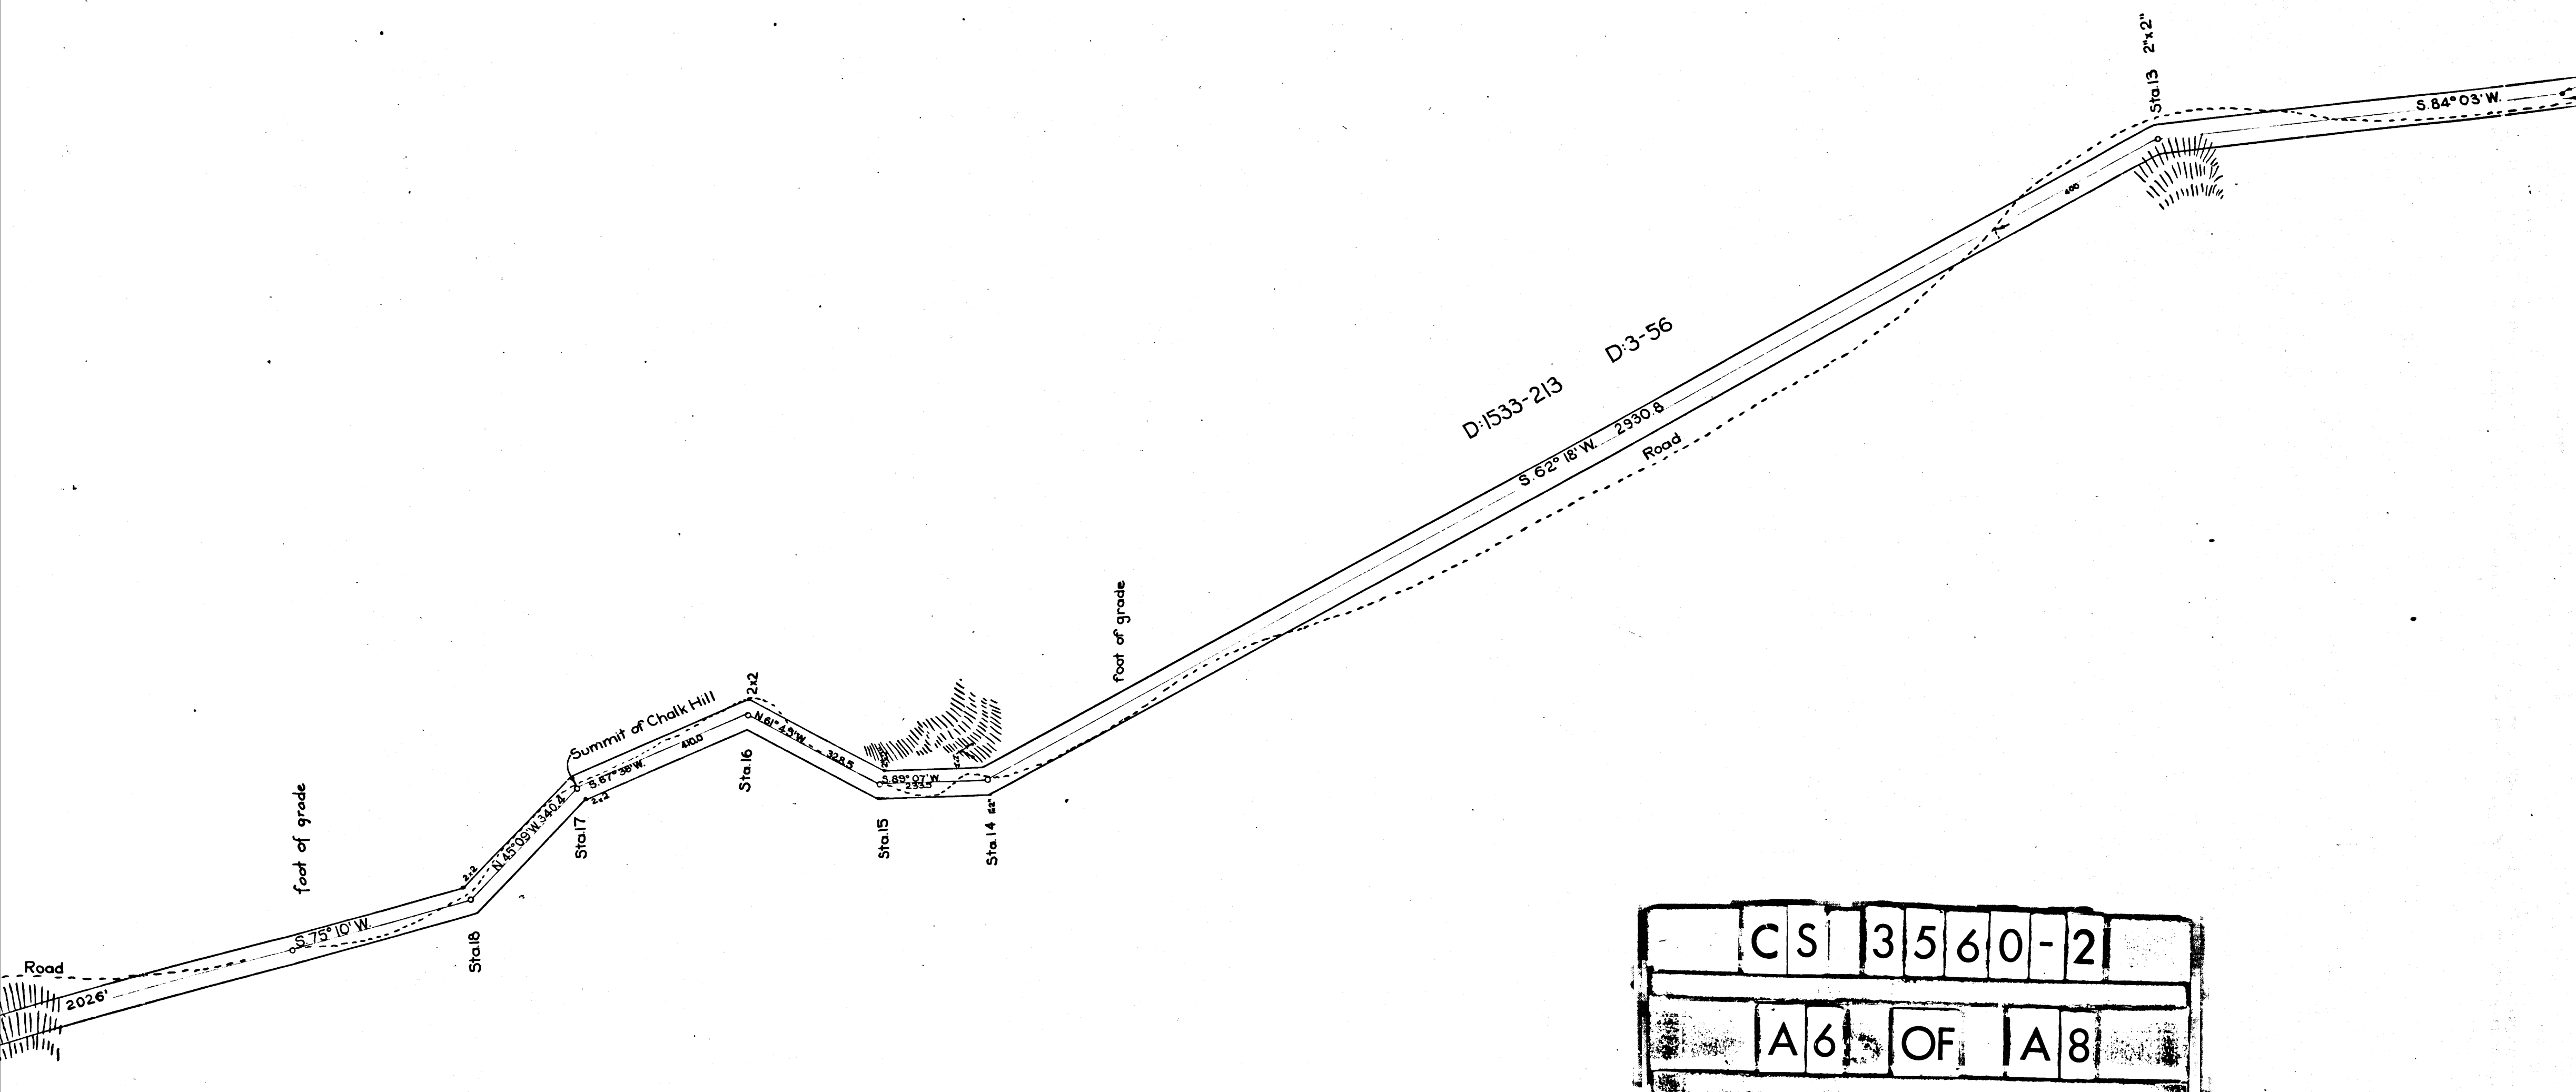 Sta.13 2"x2"
S.84°03'W.
400
D:3-56
D:1533-213
S.62°18'W. 2930.8
Road
foot of grade
2x2
Summit of Chalk Hill
N.61°45'W. 328.5
410.0
S.67°38'W.
S.89°07'W.
233.5
Sta.16
2x2
N.45°09'W. 340.4
Sta.17
Sta.15
Sta.14
foot of grade
2x2
S.75°10'W.
Sta.18
Road
2026'
CS 3560-2
A6 OF A8